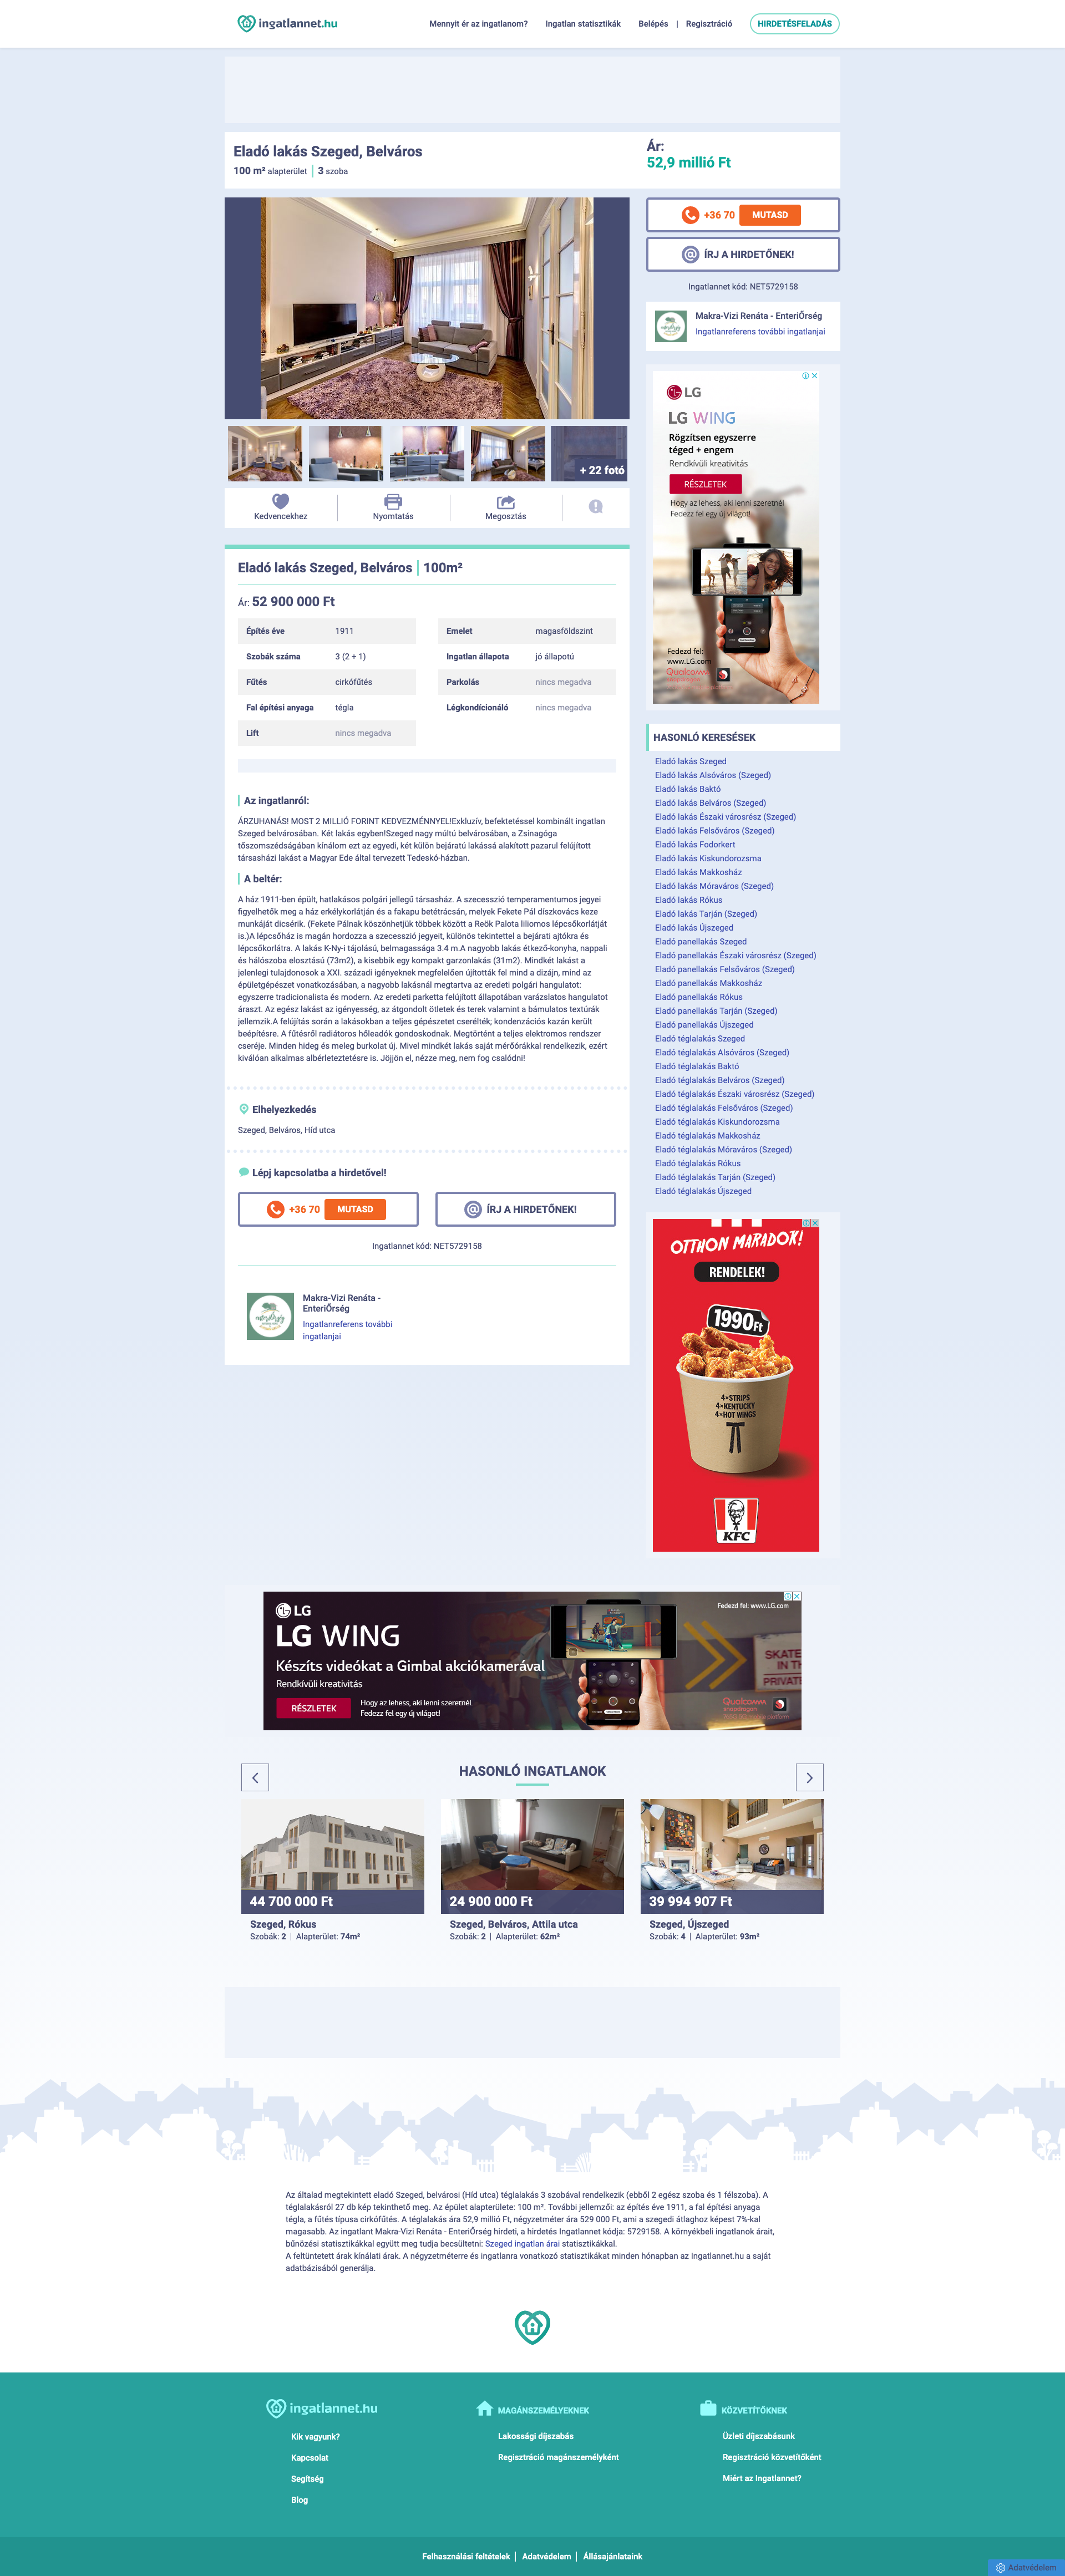 ingatlannet.hu
Mennyit ér az ingatlanom?
Ingatlan statisztikák
Belépés | Regisztráció
HIRDETÉSFELADÁS
Eladó lakás Szeged, Belváros
100 m² alapterület | 3 szoba
Ár:
52,9 millió Ft
+ 22 fotó
Kedvencekhez
Nyomtatás
Megosztás
+36 70 MUTASD
ÍRJ A HIRDETŐNEK!
Ingatlannet kód: NET5729158
Makra-Vizi Renáta - EnteriŐrség
Ingatlanreferens további ingatlanjai
LG
LG WING
Rögzítsen egyszerre
téged + engem
Rendkívüli kreativitás
RÉSZLETEK
Hogy az lehess, aki lenni szeretnél
Fedezz fel egy új világot!
Fedezd fel:
www.LG.com
Qualcomm
Eladó lakás Szeged, Belváros | 100m²
Ár: 52 900 000 Ft
Építés éve 1911
Szobák száma 3 (2 + 1)
Fűtés cirkófűtés
Fal építési anyaga tégla
Lift nincs megadva
Emelet magasföldszint
Ingatlan állapota jó állapotú
Parkolás nincs megadva
Légkondícionáló nincs megadva
Az ingatlanról:
ÁRZUHANÁS! MOST 2 MILLIÓ FORINT KEDVEZMÉNNYEL!Exkluzív, befektetéssel kombinált ingatlan
Szeged belvárosában. Két lakás egyben!Szeged nagy múltú belvárosában, a Zsinagóga
tőszomszédságában kínálom ezt az egyedi, két külön bejáratú lakássá alakított pazarul felújított
társasházi lakást a Magyar Ede által tervezett Tedeskó-házban.
A beltér:
A ház 1911-ben épült, hatlakásos polgári jellegű társasház. A szecesszió temperamentumos jegyei
figyelhetők meg a ház erkélykorlátján és a fakapu betétrácsán, melyek Fekete Pál díszkovács keze
munkáját dicsérik. (Fekete Pálnak köszönhetjük többek között a Reök Palota liliomos lépcsőkorlátját
is.)A lépcsőház is magán hordozza a szecesszió jegyeit, különös tekintettel a bejárati ajtókra és
lépcsőkorlátra. A lakás K-Ny-i tájolású, belmagassága 3.4 m.A nagyobb lakás étkező-konyha, nappali
és hálószoba elosztású (73m2), a kisebbik egy kompakt garzonlakás (31m2). Mindkét lakást a
jelenlegi tulajdonosok a XXI. századi igényeknek megfelelően újították fel mind a dizájn, mind az
épületgépészet vonatkozásában, a nagyobb lakásnál megtartva az eredeti polgári hangulatot:
egyszerre tradicionalista és modern. Az eredeti parketta felújított állapotában varázslatos hangulatot
áraszt. Az egész lakást az igényesség, az átgondolt ötletek és terek valamint a bámulatos textúrák
jellemzik.A felújítás során a lakásokban a teljes gépészetet cserélték; kondenzációs kazán került
beépítésre. A fűtésről radiátoros hőleadók gondoskodnak. Megtörtént a teljes elektromos rendszer
cseréje. Minden hideg és meleg burkolat új. Mivel mindkét lakás saját mérőórákkal rendelkezik, ezért
kiválóan alkalmas albérleteztetésre is. Jöjjön el, nézze meg, nem fog csalódni!
Elhelyezkedés
Szeged, Belváros, Híd utca
Lépj kapcsolatba a hirdetővel!
+36 70 MUTASD
ÍRJ A HIRDETŐNEK!
Ingatlannet kód: NET5729158
Makra-Vizi Renáta -
EnteriŐrség
Ingatlanreferens további
ingatlanjai
HASONLÓ KERESÉSEK
Eladó lakás Szeged
Eladó lakás Alsóváros (Szeged)
Eladó lakás Baktó
Eladó lakás Belváros (Szeged)
Eladó lakás Északi városrész (Szeged)
Eladó lakás Felsőváros (Szeged)
Eladó lakás Fodorkert
Eladó lakás Kiskundorozsma
Eladó lakás Makkosház
Eladó lakás Móraváros (Szeged)
Eladó lakás Rókus
Eladó lakás Tarján (Szeged)
Eladó lakás Újszeged
Eladó panellakás Szeged
Eladó panellakás Északi városrész (Szeged)
Eladó panellakás Felsőváros (Szeged)
Eladó panellakás Makkosház
Eladó panellakás Rókus
Eladó panellakás Tarján (Szeged)
Eladó panellakás Újszeged
Eladó téglalakás Szeged
Eladó téglalakás Alsóváros (Szeged)
Eladó téglalakás Baktó
Eladó téglalakás Belváros (Szeged)
Eladó téglalakás Északi városrész (Szeged)
Eladó téglalakás Felsőváros (Szeged)
Eladó téglalakás Kiskundorozsma
Eladó téglalakás Makkosház
Eladó téglalakás Móraváros (Szeged)
Eladó téglalakás Rókus
Eladó téglalakás Tarján (Szeged)
Eladó téglalakás Újszeged
OTTHON MARADOK!
RENDELEK!
1990Ft
4×STRIPS
4×KENTUCKY
4×HOT WINGS
KFC
LG
LG WING
Készíts videókat a Gimbal akciókamerával
Rendkívüli kreativitás
RÉSZLETEK
Hogy az lehess, aki lenni szeretnél.
Fedezz fel egy új világot!
Fedezd fel: www.LG.com
SKATE
IN TH
PRIVATE
Qualcomm
HASONLÓ INGATLANOK
44 700 000 Ft
Szeged, Rókus
Szobák: 2 | Alapterület: 74m²
24 900 000 Ft
Szeged, Belváros, Attila utca
Szobák: 2 | Alapterület: 62m²
39 994 907 Ft
Szeged, Újszeged
Szobák: 4 | Alapterület: 93m²
Az általad megtekintett eladó Szeged, belvárosi (Híd utca) téglalakás 3 szobával rendelkezik (ebből 2 egész szoba és 1 félszoba). A
téglalakásról 27 db kép tekinthető meg. Az épület alapterülete: 100 m². További jellemzői: az építés éve 1911, a fal építési anyaga
tégla, a fűtés típusa cirkófűtés. A téglalakás ára 52,9 millió Ft, négyzetméter ára 529 000 Ft, ami a szegedi átlaghoz képest 7%-kal
magasabb. Az ingatlant Makra-Vizi Renáta - EnteriŐrség hirdeti, a hirdetés Ingatlannet kódja: 5729158. A környékbeli ingatlanok árait,
bűnözési statisztikákkal együtt meg tudja becsültetni: Szeged ingatlan árai statisztikákkal.
A feltüntetett árak kínálati árak. A négyzetméterre és ingatlanra vonatkozó statisztikákat minden hónapban az Ingatlannet.hu a saját
adatbázisából generálja.
ingatlannet.hu
Kik vagyunk?
Kapcsolat
Segítség
Blog
MAGÁNSZEMÉLYEKNEK
Lakossági díjszabás
Regisztráció magánszemélyként
KÖZVETÍTŐKNEK
Üzleti díjszabásunk
Regisztráció közvetítőként
Miért az Ingatlannet?
Felhasználási feltételek | Adatvédelem | Állásajánlataink
Adatvédelem